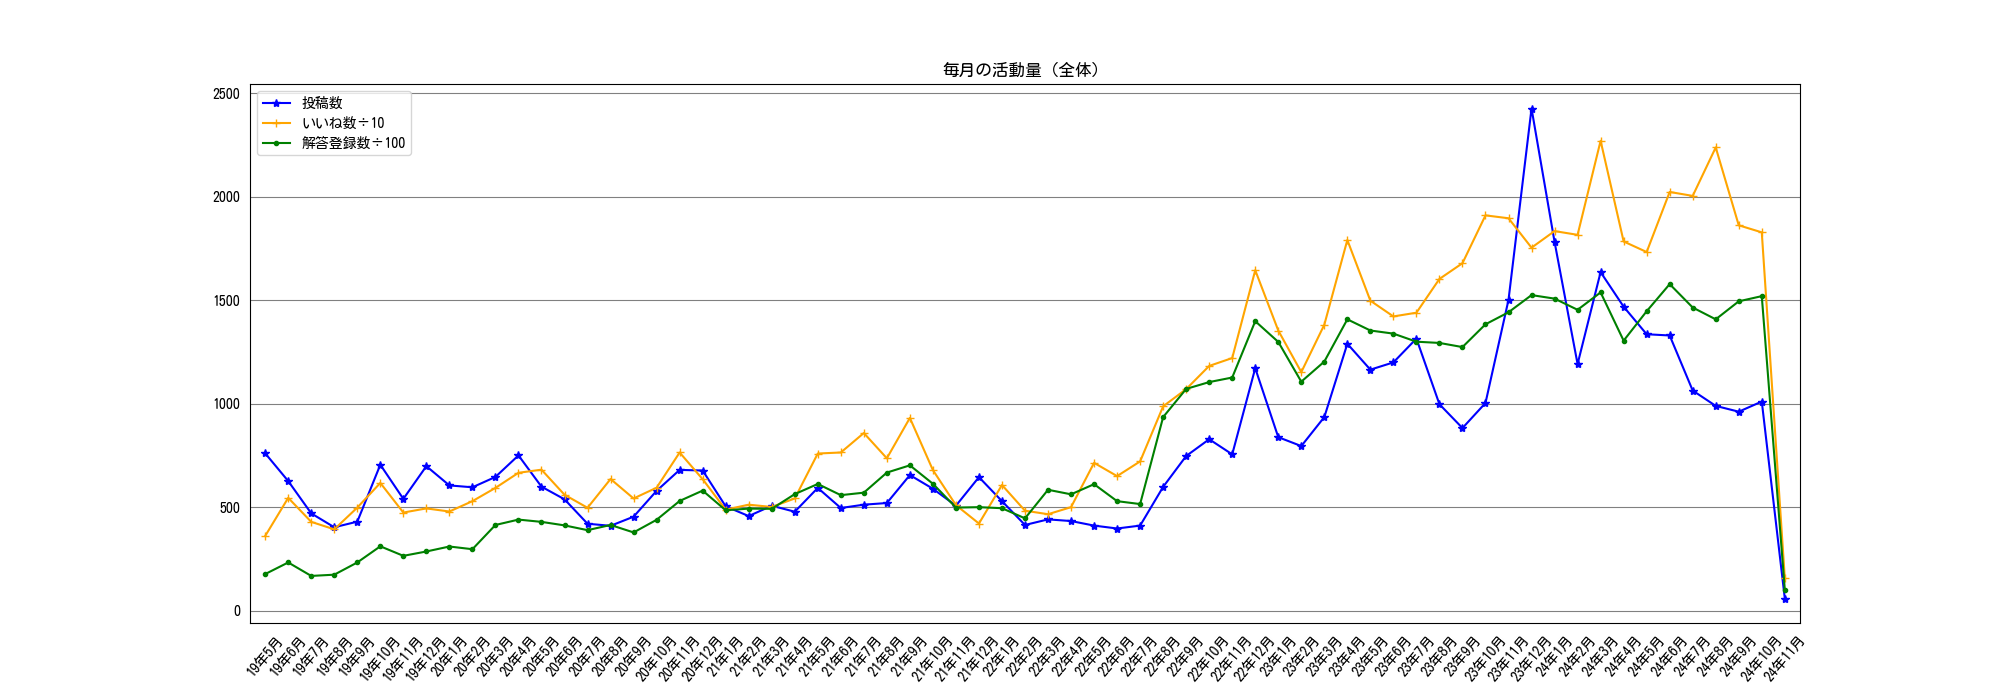 毎月の活動量（全体）
投稿数
いいね数÷10
解答登録数÷100
2500
2000
1500
1000
500
0
19年5月
19年6月
19年7月
19年8月
19年9月
19年10月
19年11月
19年12月
20年1月
20年2月
20年3月
20年4月
20年5月
20年6月
20年7月
20年8月
20年9月
20年10月
20年11月
20年12月
21年1月
21年2月
21年3月
21年4月
21年5月
21年6月
21年7月
21年8月
21年9月
21年10月
21年11月
21年12月
22年1月
22年2月
22年3月
22年4月
22年5月
22年6月
22年7月
22年8月
22年9月
22年10月
22年11月
22年12月
23年1月
23年2月
23年3月
23年4月
23年5月
23年6月
23年7月
23年8月
23年9月
23年10月
23年11月
23年12月
24年1月
24年2月
24年3月
24年4月
24年5月
24年6月
24年7月
24年8月
24年9月
24年10月
24年11月